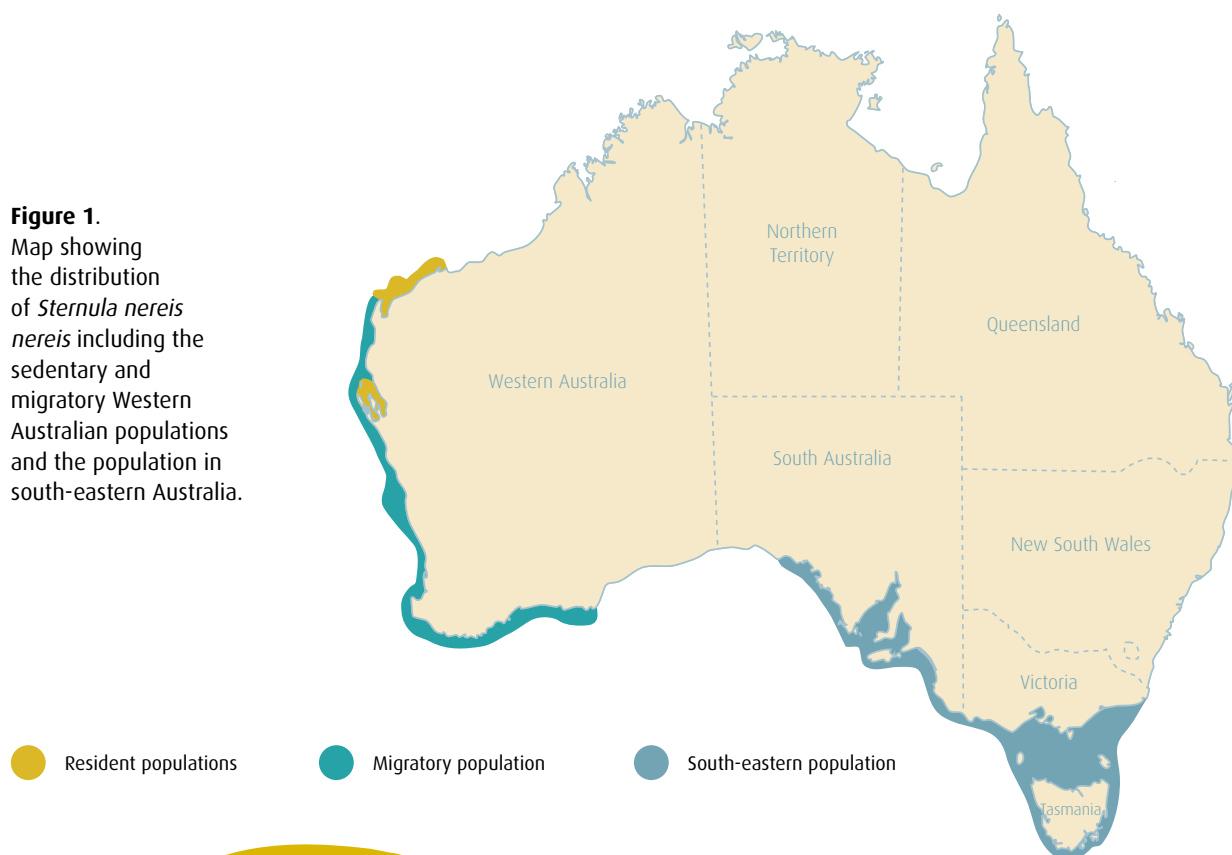 Figure 1.
Map showing
the distribution
of Sternula nereis
nereis including the
sedentary and
migratory Western
Australian populations
and the population in
south-eastern Australia.
Northern
Territory
Queensland
Western Australia
South Australia
New South Wales
Victoria
Tasmania
Resident populations
Migratory population
South-eastern population